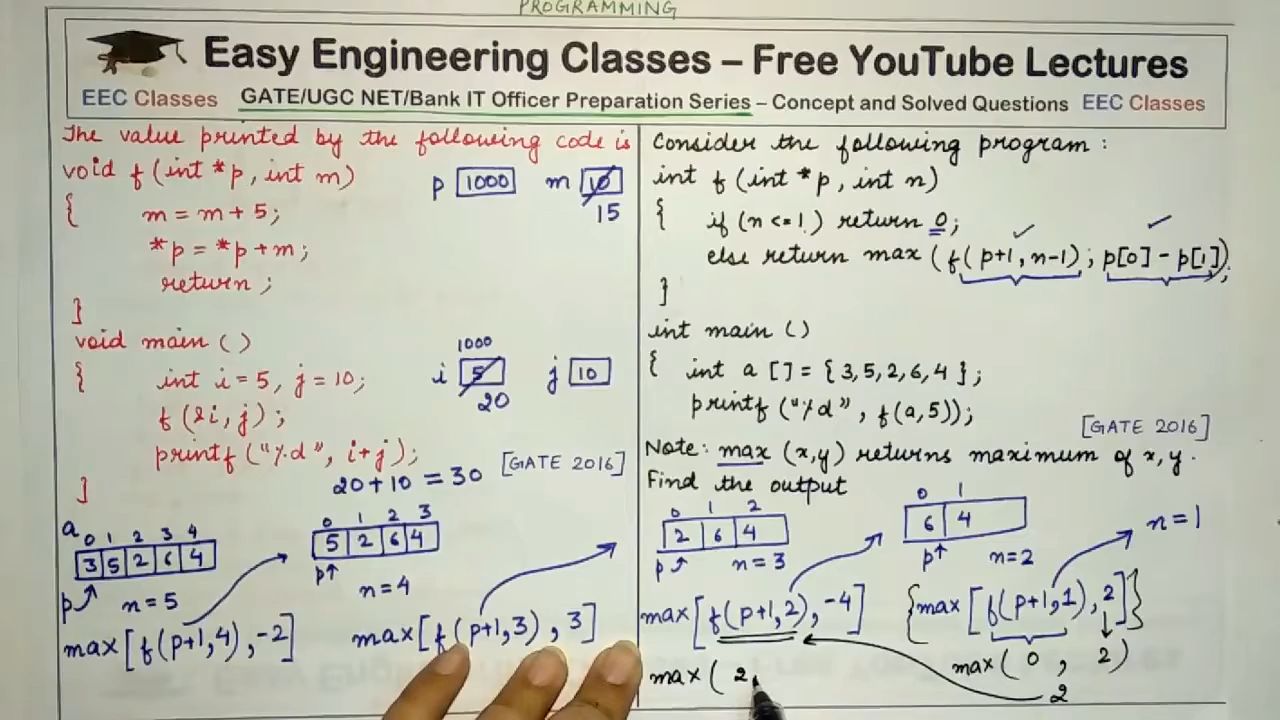 PROGRAMMING
Easy Engineering Classes – Free YouTube Lectures
EEC Classes GATE/UGC NET/Bank IT Officer Preparation Series – Concept and Solved Questions EEC Classes
The value printed by the following code is
void f (int *p, int m)
{ m = m + 5;
*p = *p + m;
return ;
}
p 1000 m 10
15
void main ()
{ int i = 5, j = 10;
f (&i, j) ;
printf ("%d", i+j);
}
1000
i 5 j 10
20
20 + 10 = 30
[GATE 2016]
a 0 1 2 3 4
3 5 2 6 4
p n = 5
max[f(p+1,4), -2]
0 1 2 3
5 2 6 4
p↑ n=4
max[f(p+1,3), 3]
Consider the following program :
int f (int *p, int n)
{ if (n <= 1) return 0;
else return max (f(p+1, n-1); p[0] - p[1]);
}
int main ()
{ int a [] = { 3, 5, 2, 6, 4 };
printf ("%d", f(a,5));
[GATE 2016]
Note: max (x,y) returns maximum of x, y.
Find the output
0 1 2
2 6 4
p n = 3
max[f(p+1,2), -4]
max( 2
0 1
6 4
p↑ n=2
n = 1
{max[f(p+1,1), 2]}
max( 0 , 2)
2